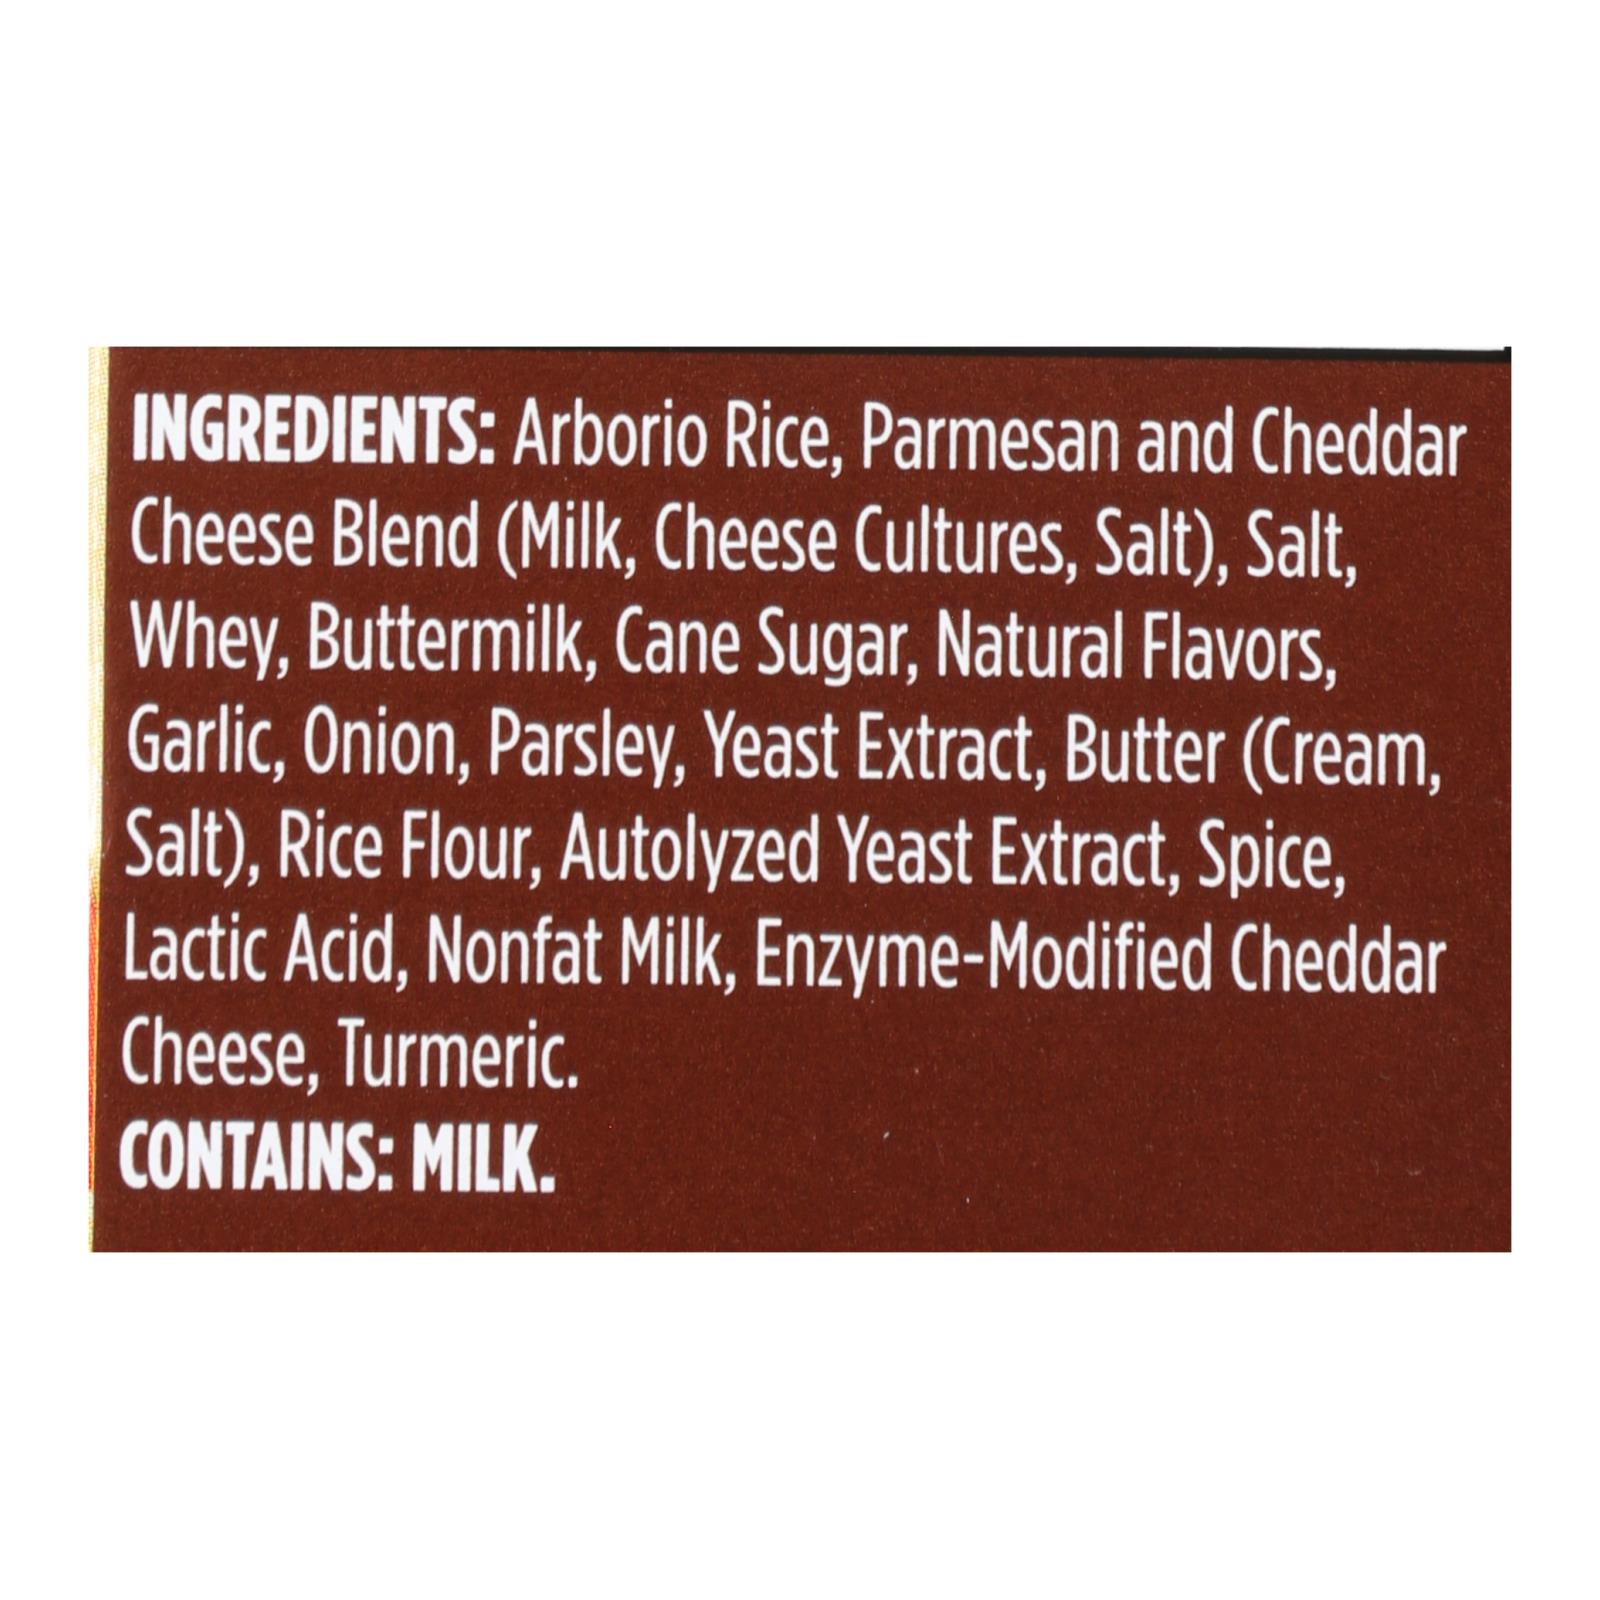 INGREDIENTS: Arborio Rice, Parmesan and Cheddar
Cheese Blend (Milk, Cheese Cultures, Salt), Salt,
Whey, Buttermilk, Cane Sugar, Natural Flavors,
Garlic, Onion, Parsley, Yeast Extract, Butter (Cream,
Salt), Rice Flour, Autolyzed Yeast Extract, Spice,
Lactic Acid, Nonfat Milk, Enzyme-Modified Cheddar
Cheese, Turmeric.
CONTAINS: MILK.